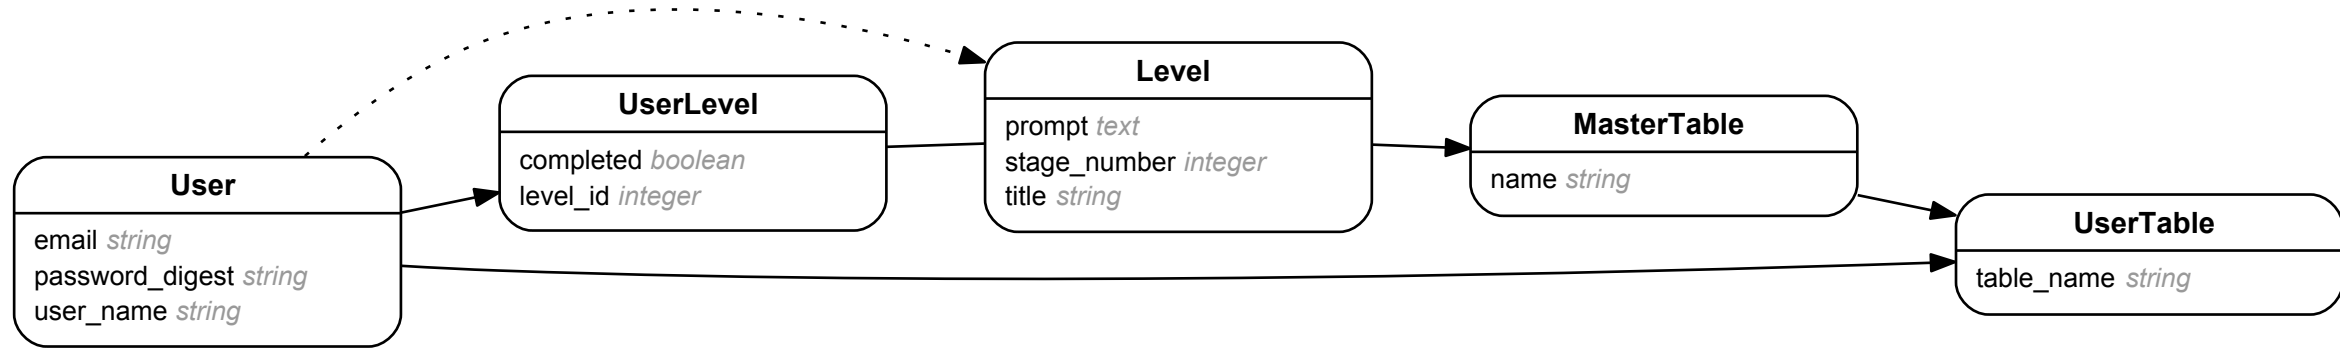 User
email string
password_digest string
user_name string
UserLevel
completed boolean
level_id integer
Level
prompt text
stage_number integer
title string
MasterTable
name string
UserTable
table_name string